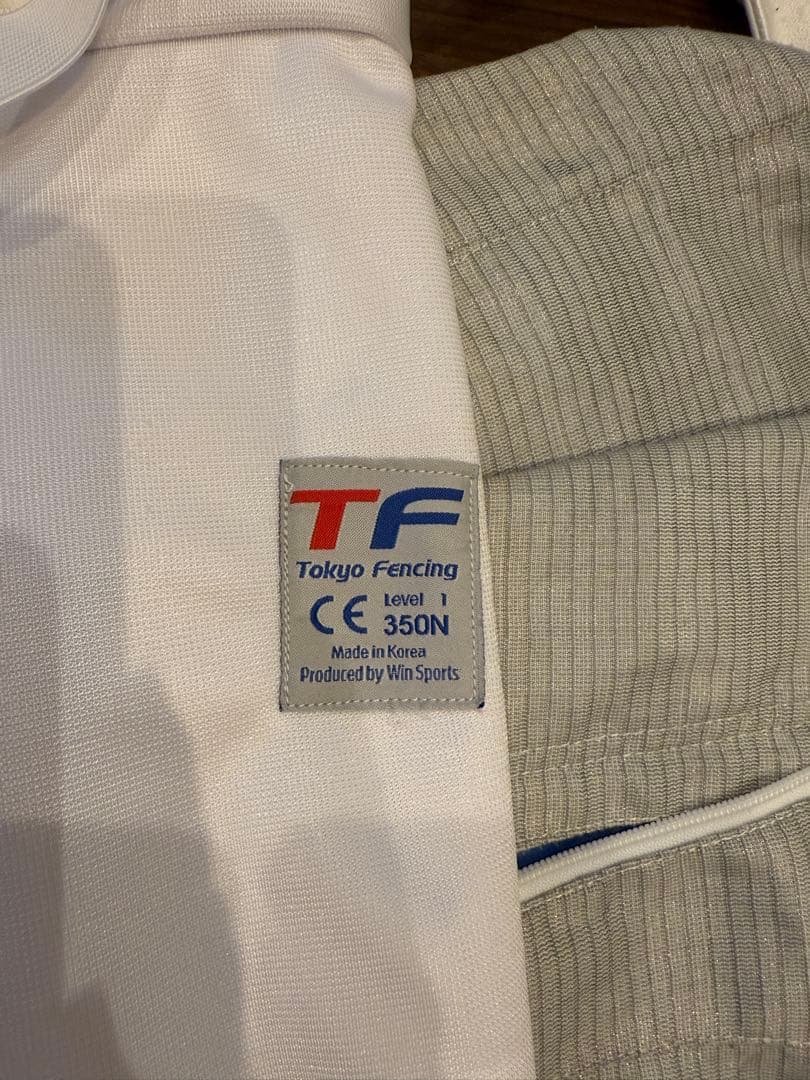 TF
Tokyo Fencing
CE Level 1
350N
Made in Korea
Produced by Win Sports